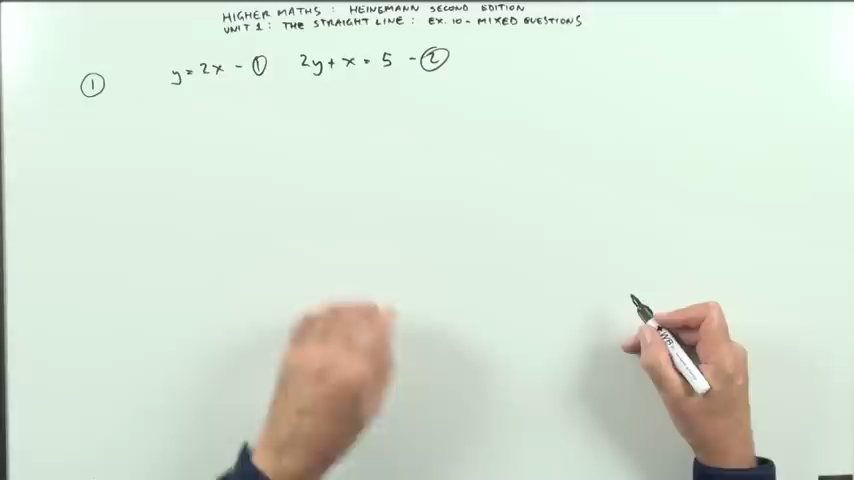 HIGHER MATHS : HEINEMANN SECOND EDITION
UNIT 1 : THE STRAIGHT LINE : EX. 10 - MIXED QUESTIONS
① y = 2x - ① 2y + x = 5 - ②
WB